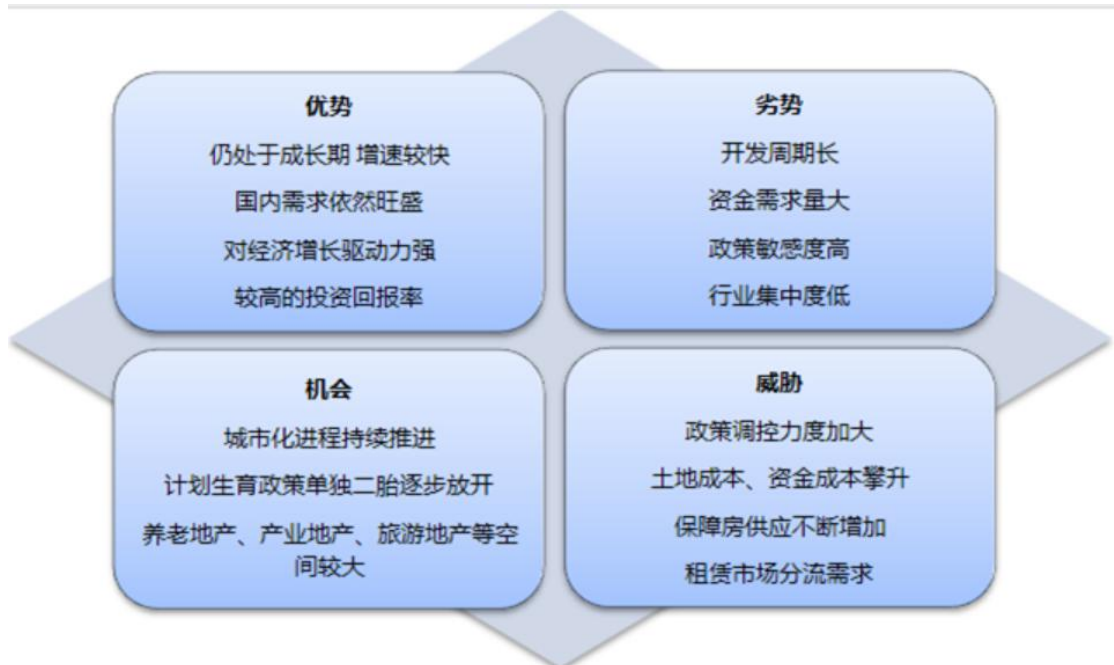 优势
仍处于成长期 增速较快
国内需求依然旺盛
对经济增长驱动力强
较高的投资回报率
劣势
开发周期长
资金需求量大
政策敏感度高
行业集中度低
机会
城市化进程持续推进
计划生育政策单独二胎逐步放开
养老地产、产业地产、旅游地产等空
间较大
威胁
政策调控力度加大
土地成本、资金成本攀升
保障房供应不断增加
租赁市场分流需求